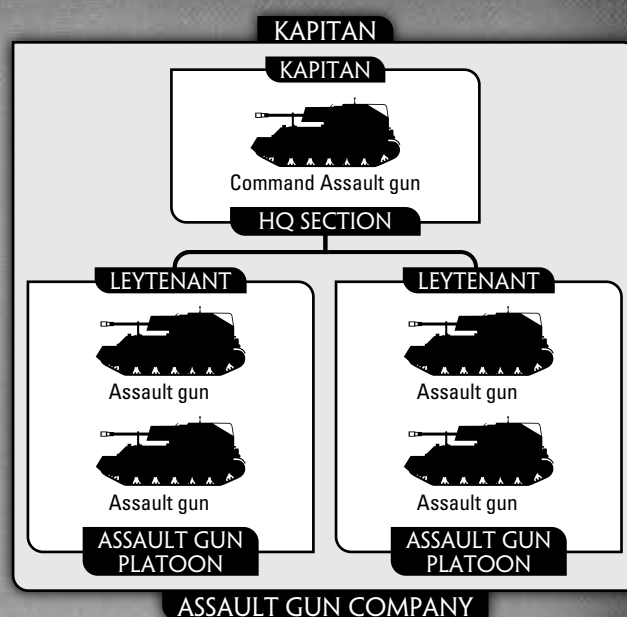 KAPITAN
KAPITAN
Command Assault gun
HQ SECTION
LEYTENANT
LEYTENANT
Assault gun
Assault gun
Assault gun
Assault gun
ASSAULT GUN
PLATOON
ASSAULT GUN
PLATOON
ASSAULT GUN COMPANY